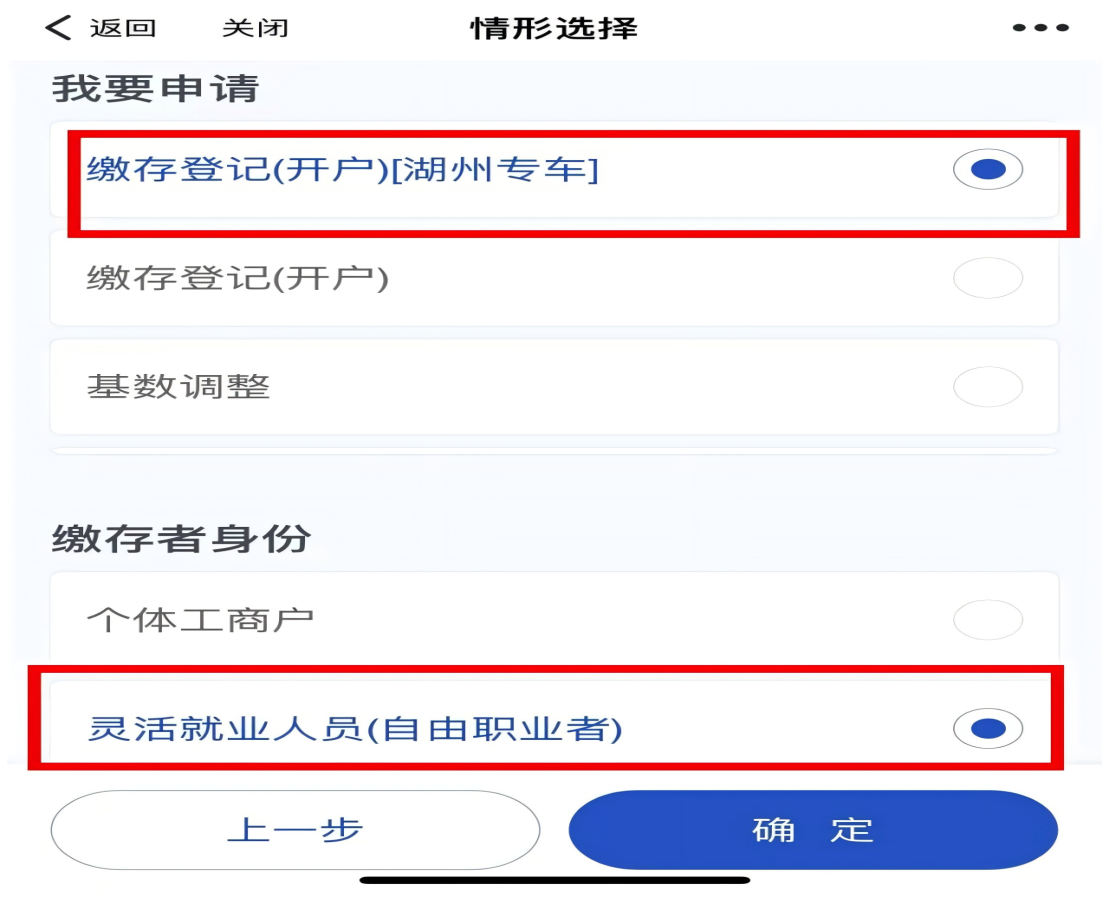 返回 关闭 情形选择
我要申请
缴存登记(开户)[湖州专车]
缴存登记(开户)
基数调整
缴存者身份
个体工商户
灵活就业人员(自由职业者)
上一步 确 定